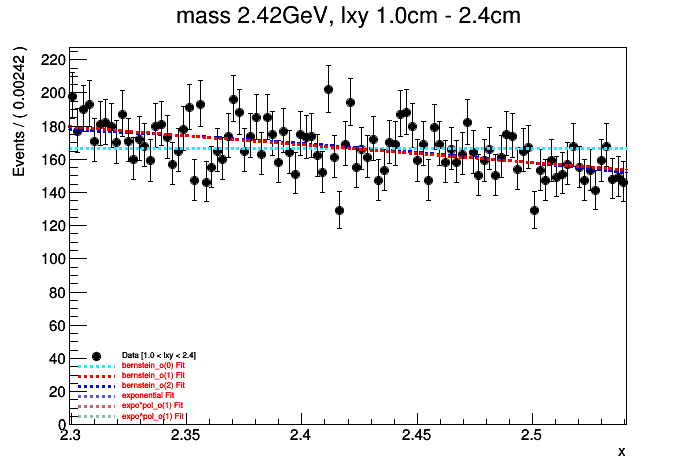 mass 2.42GeV, lxy 1.0cm - 2.4cm
Events / ( 0.00242 )
220
200
180
160
140
120
100
80
60
40
20
0
Data [1.0 < lxy < 2.4]
bernstein_o(0) Fit
bernstein_o(1) Fit
bernstein_o(2) Fit
exponential Fit
expo*pol_o(1) Fit
expo*pol_o(1) Fit
2.3 2.35 2.4 2.45 2.5
x